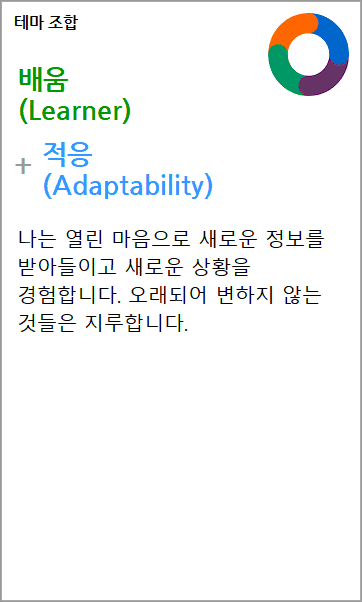 테마 조합
배움
(Learner)
+ 적응
(Adaptability)
나는 열린 마음으로 새로운 정보를
받아들이고 새로운 상황을
경험합니다. 오래되어 변하지 않는
것들은 지루합니다.